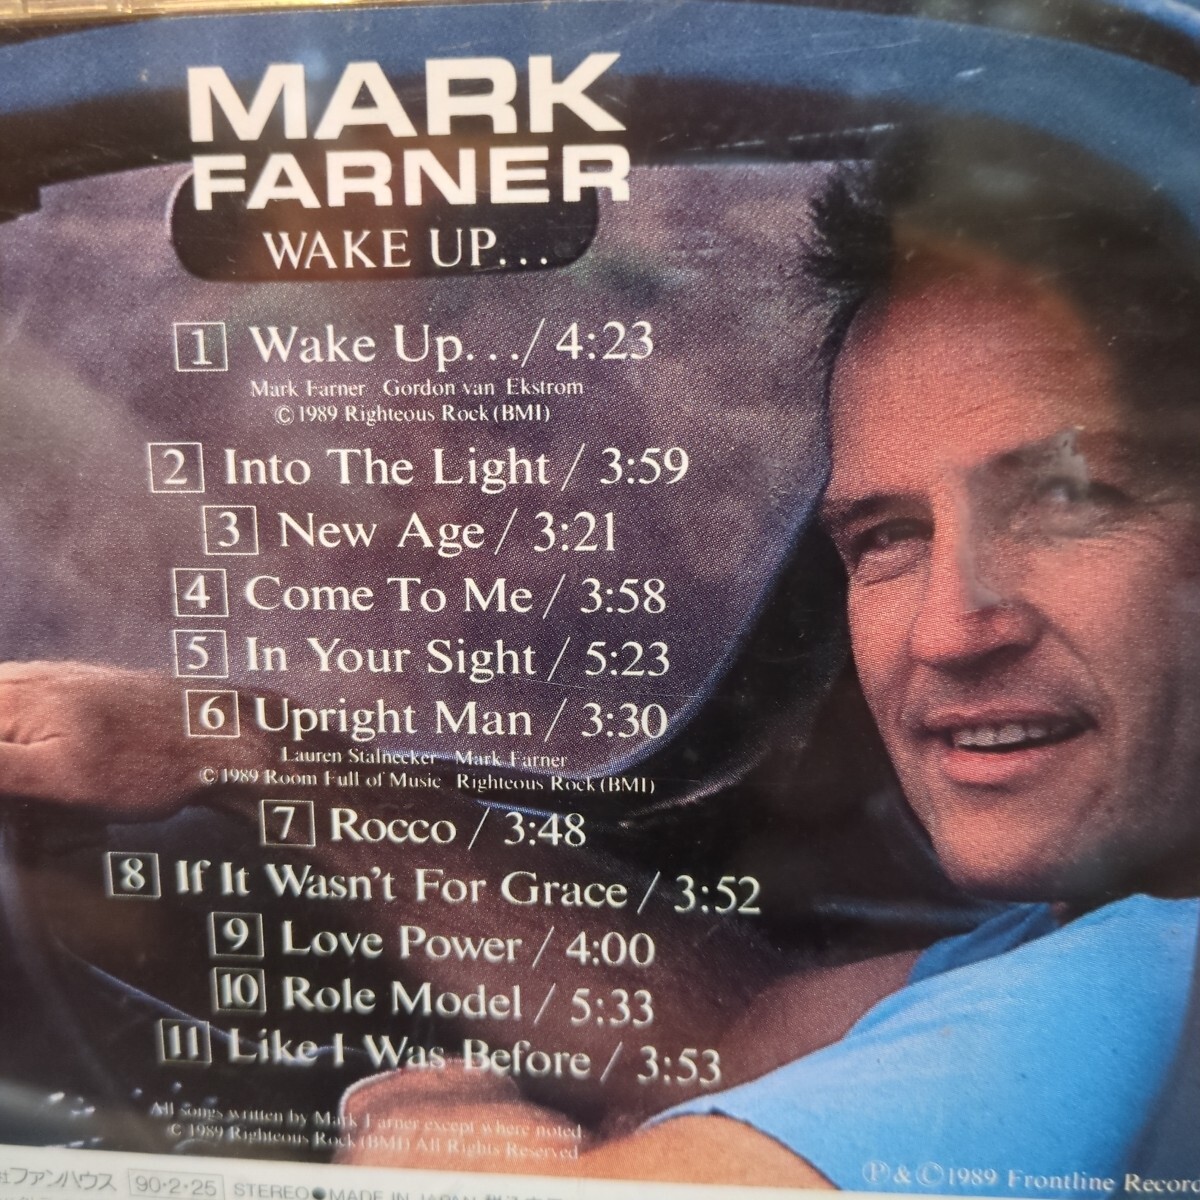 MARK
FARNER
WAKE UP...
1 Wake Up.../ 4:23
Mark Farner Gordon van Ekstrom
© 1989 Righteous Rock (BMI)
2 Into The Light / 3:59
3 New Age / 3:21
4 Come To Me / 3:58
5 In Your Sight / 5:23
6 Upright Man / 3:30
Lauren Stalnecker Mark Farner
© 1989 Room Full of Music Righteous Rock (BMI)
7 Rocco / 3:48
8 If It Wasn't For Grace / 3:52
9 Love Power / 4:00
10 Role Model / 5:33
11 Like I Was Before / 3:53
All songs written by Mark Farner except where noted.
© 1989 Righteous Rock (BMI) All Rights Reserved.
Ⓟ & © 1989 Frontline Record
ファンハウス 90・2・25 STEREO●MADE IN JAPAN